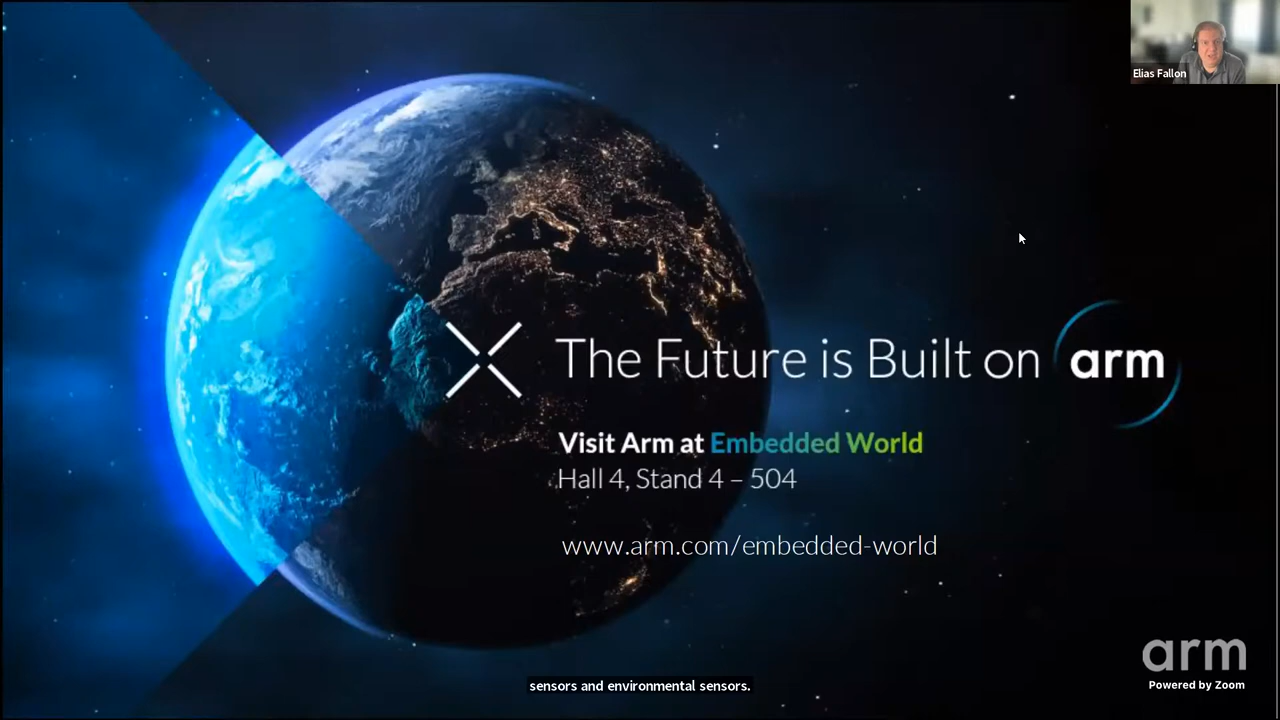 Elias Fallon
The Future is Built on arm
Visit Arm at Embedded World
Hall 4, Stand 4 – 504
www.arm.com/embedded-world
sensors and environmental sensors.
arm
Powered by Zoom